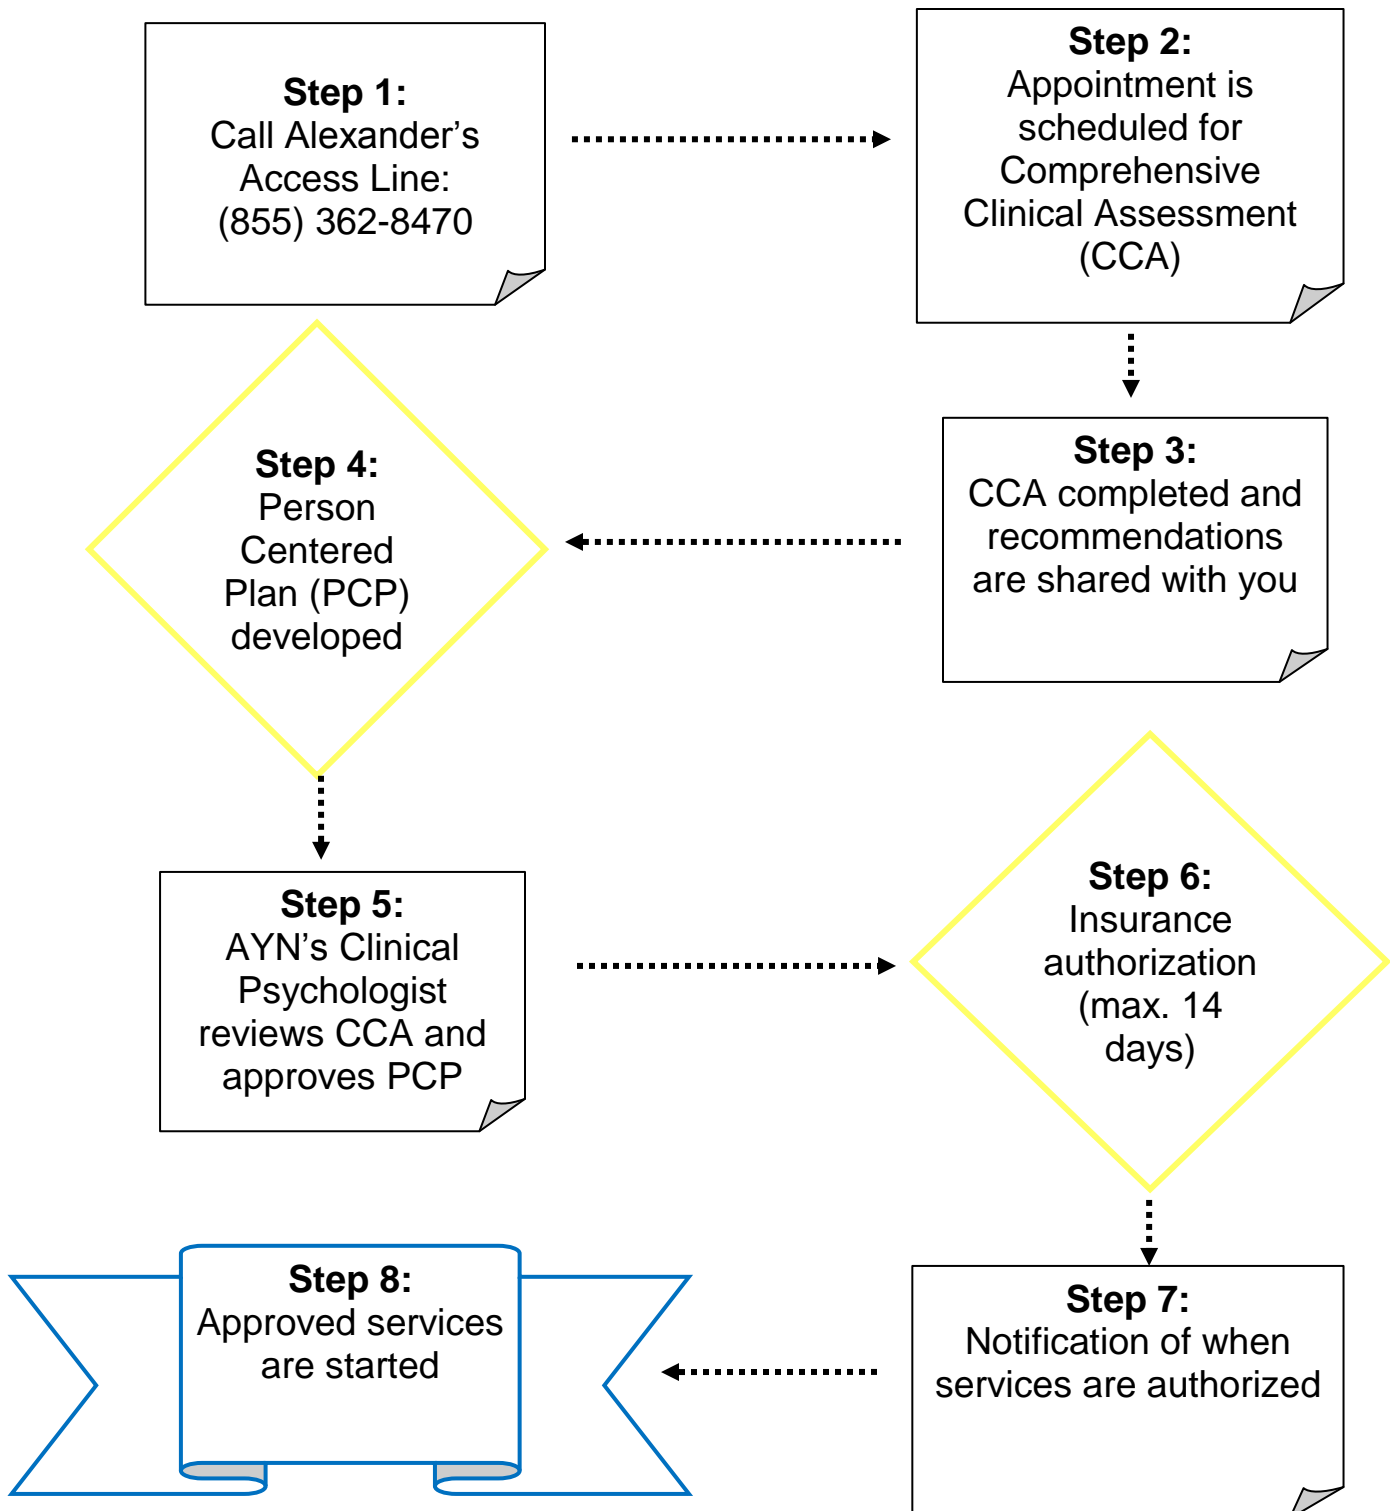 Step 1:
Call Alexander’s
Access Line:
(855) 362-8470
Step 2:
Appointment is
scheduled for
Comprehensive
Clinical Assessment
(CCA)
Step 3:
CCA completed and
recommendations
are shared with you
Step 4:
Person
Centered
Plan (PCP)
developed
Step 5:
AYN’s Clinical
Psychologist
reviews CCA and
approves PCP
Step 6:
Insurance
authorization
(max. 14
days)
Step 7:
Notification of when
services are authorized
Step 8:
Approved services
are started